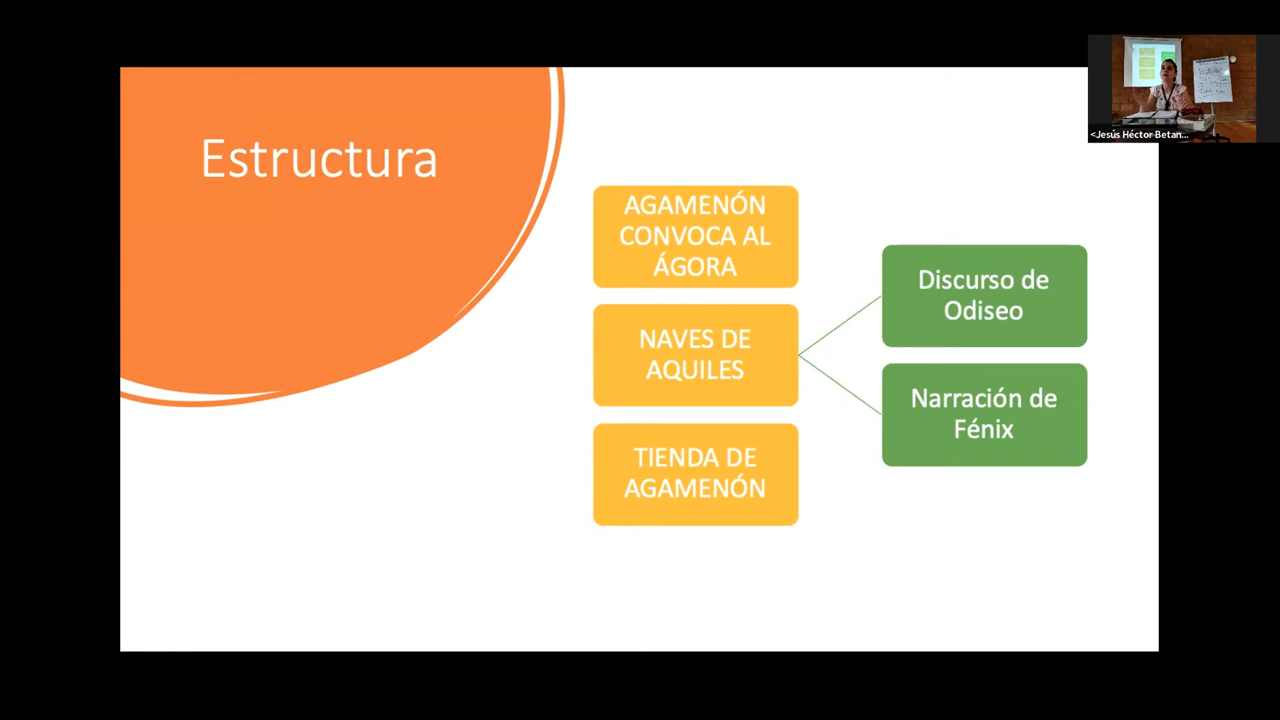 Estructura
AGAMENÓN
CONVOCA AL
ÁGORA
NAVES DE
AQUILES
TIENDA DE
AGAMENÓN
Discurso de
Odiseo
Narración de
Fénix
<Jesús Héctor Betan...